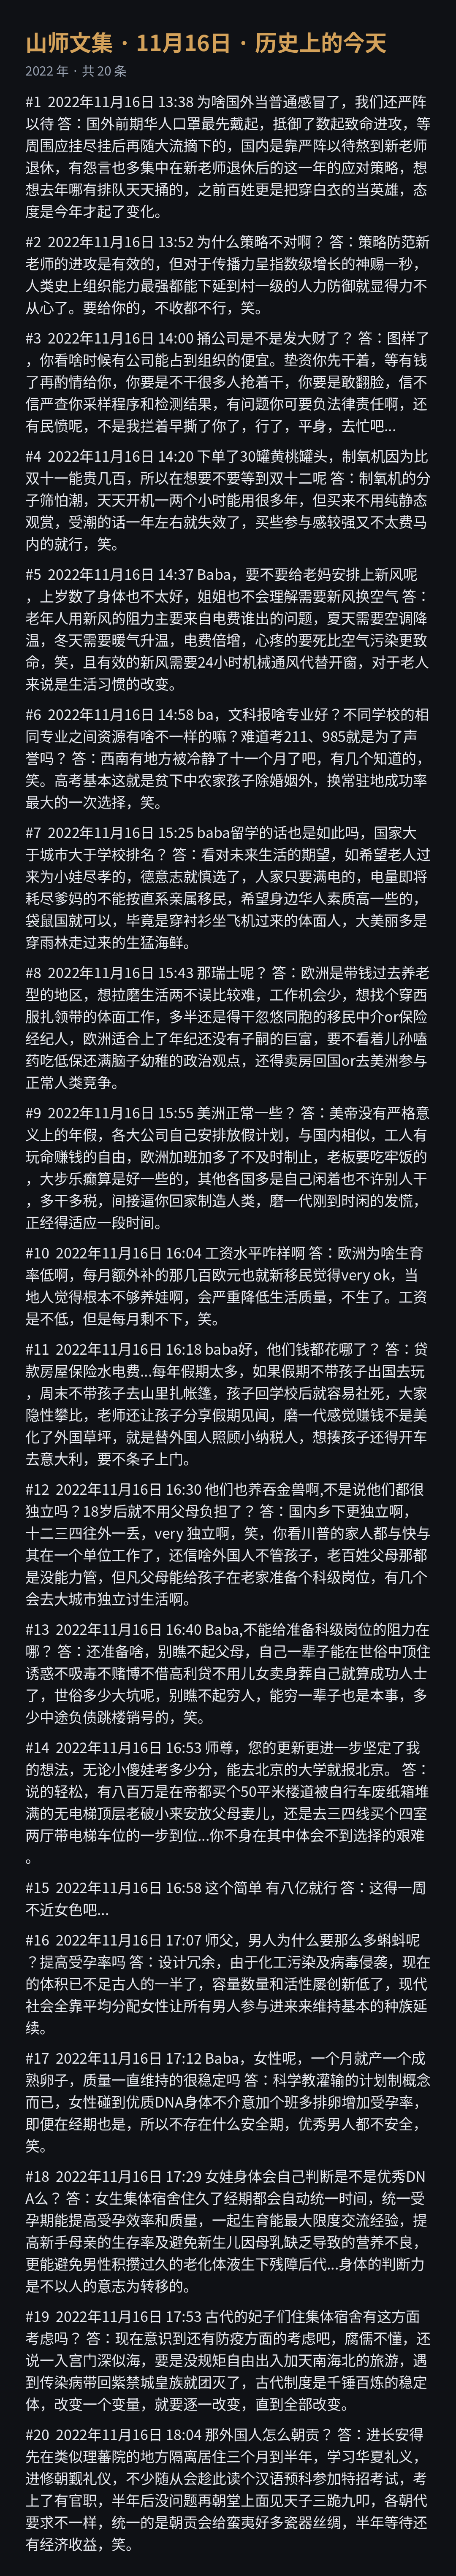 山师文集 · 11月16日 · 历史上的今天
2022 年 · 共 20 条
#1 2022年11月16日 13:38 为啥国外当普通感冒了，我们还严阵
以待 答：国外前期华人口罩最先戴起，抵御了数起致命进攻，等
周围应挂尽挂后再随大流摘下的，国内是靠严阵以待熬到新老师
退休，有怨言也多集中在新老师退休后的这一年的应对策略，想
想去年哪有排队天天捅的，之前百姓更是把穿白衣的当英雄，态
度是今年才起了变化。
#2 2022年11月16日 13:52 为什么策略不对啊？ 答：策略防范新
老师的进攻是有效的，但对于传播力呈指数级增长的神赐一秒，
人类史上组织能力最强都能下延到村一级的人力防御就显得力不
从心了。要给你的，不收都不行，笑。
#3 2022年11月16日 14:00 捅公司是不是发大财了？ 答：图样了
，你看啥时候有公司能占到组织的便宜。垫资你先干着，等有钱
了再酌情给你，你要是不干很多人抢着干，你要是敢翻脸，信不
信严查你采样程序和检测结果，有问题你可要负法律责任啊，还
有民愤呢，不是我拦着早撕了你了，行了，平身，去忙吧...
#4 2022年11月16日 14:20 下单了30罐黄桃罐头，制氧机因为比
双十一能贵几百，所以在想要不要等到双十二呢 答：制氧机的分
子筛怕潮，天天开机一两个小时能用很多年，但买来不用纯静态
观赏，受潮的话一年左右就失效了，买些参与感较强又不太费马
内的就行，笑。
#5 2022年11月16日 14:37 Baba，要不要给老妈安排上新风呢
，上岁数了身体也不太好，姐姐也不会理解需要新风换空气 答：
老年人用新风的阻力主要来自电费谁出的问题，夏天需要空调降
温，冬天需要暖气升温，电费倍增，心疼的要死比空气污染更致
命，笑，且有效的新风需要24小时机械通风代替开窗，对于老人
来说是生活习惯的改变。
#6 2022年11月16日 14:58 ba，文科报啥专业好？不同学校的相
同专业之间资源有啥不一样的嘛？难道考211、985就是为了声
誉吗？ 答：西南有地方被冷静了十一个月了吧，有几个知道的，
笑。高考基本这就是贫下中农家孩子除婚姻外，换常驻地成功率
最大的一次选择，笑。
#7 2022年11月16日 15:25 baba留学的话也是如此吗，国家大
于城市大于学校排名？ 答：看对未来生活的期望，如希望老人过
来为小娃尽孝的，德意志就慎选了，人家只要满电的，电量即将
耗尽爹妈的不能按直系亲属移民，希望身边华人素质高一些的，
袋鼠国就可以，毕竟是穿衬衫坐飞机过来的体面人，大美丽多是
穿雨林走过来的生猛海鲜。
#8 2022年11月16日 15:43 那瑞士呢？ 答：欧洲是带钱过去养老
型的地区，想拉磨生活两不误比较难，工作机会少，想找个穿西
服扎领带的体面工作，多半还是得干忽悠同胞的移民中介or保险
经纪人，欧洲适合上了年纪还没有子嗣的巨富，要不看着儿孙嗑
药吃低保还满脑子幼稚的政治观点，还得卖房回国or去美洲参与
正常人类竞争。
#9 2022年11月16日 15:55 美洲正常一些？ 答：美帝没有严格意
义上的年假，各大公司自己安排放假计划，与国内相似，工人有
玩命赚钱的自由，欧洲加班加多了不及时制止，老板要吃牢饭的
，大步乐癫算是好一些的，其他各国多是自己闲着也不许别人干
，多干多税，间接逼你回家制造人类，磨一代刚到时闲的发慌，
正经得适应一段时间。
#10 2022年11月16日 16:04 工资水平咋样啊 答：欧洲为啥生育
率低啊，每月额外补的那几百欧元也就新移民觉得very ok，当
地人觉得根本不够养娃啊，会严重降低生活质量，不生了。工资
是不低，但是每月剩不下，笑。
#11 2022年11月16日 16:18 baba好，他们钱都花哪了？ 答：贷
款房屋保险水电费...每年假期太多，如果假期不带孩子出国去玩
，周末不带孩子去山里扎帐篷，孩子回学校后就容易社死，大家
隐性攀比，老师还让孩子分享假期见闻，磨一代感觉赚钱不是美
化了外国草坪，就是替外国人照顾小纳税人，想揍孩子还得开车
去意大利，要不条子上门。
#12 2022年11月16日 16:30 他们也养吞金兽啊,不是说他们都很
独立吗？18岁后就不用父母负担了？ 答：国内乡下更独立啊，
十二三四往外一丢，very 独立啊，笑，你看川普的家人都与快与
其在一个单位工作了，还信啥外国人不管孩子，老百姓父母那都
是没能力管，但凡父母能给孩子在老家准备个科级岗位，有几个
会去大城市独立讨生活啊。
#13 2022年11月16日 16:40 Baba,不能给准备科级岗位的阻力在
哪？ 答：还准备啥，别瞧不起父母，自己一辈子能在世俗中顶住
诱惑不吸毒不赌博不借高利贷不用儿女卖身葬自己就算成功人士
了，世俗多少大坑呢，别瞧不起穷人，能穷一辈子也是本事，多
少中途负债跳楼销号的，笑。
#14 2022年11月16日 16:53 师尊，您的更新更进一步坚定了我
的想法，无论小傻娃考多少分，能去北京的大学就报北京。 答：
说的轻松，有八百万是在帝都买个50平米楼道被自行车废纸箱堆
满的无电梯顶层老破小来安放父母妻儿，还是去三四线买个四室
两厅带电梯车位的一步到位...你不身在其中体会不到选择的艰难
。
#15 2022年11月16日 16:58 这个简单 有八亿就行 答：这得一周
不近女色吧...
#16 2022年11月16日 17:07 师父，男人为什么要那么多蝌蚪呢
？提高受孕率吗 答：设计冗余，由于化工污染及病毒侵袭，现在
的体积已不足古人的一半了，容量数量和活性屡创新低了，现代
社会全靠平均分配女性让所有男人参与进来来维持基本的种族延
续。
#17 2022年11月16日 17:12 Baba，女性呢，一个月就产一个成
熟卵子，质量一直维持的很稳定吗 答：科学教灌输的计划制概念
而已，女性碰到优质DNA身体不介意加个班多排卵增加受孕率，
即便在经期也是，所以不存在什么安全期，优秀男人都不安全，
笑。
#18 2022年11月16日 17:29 女娃身体会自己判断是不是优秀DN
A么？ 答：女生集体宿舍住久了经期都会自动统一时间，统一受
孕期能提高受孕效率和质量，一起生育能最大限度交流经验，提
高新手母亲的生存率及避免新生儿因母乳缺乏导致的营养不良，
更能避免男性积攒过久的老化体液生下残障后代...身体的判断力
是不以人的意志为转移的。
#19 2022年11月16日 17:53 古代的妃子们住集体宿舍有这方面
考虑吗？ 答：现在意识到还有防疫方面的考虑吧，腐儒不懂，还
说一入宫门深似海，要是没规矩自由出入加天南海北的旅游，遇
到传染病带回紫禁城皇族就团灭了，古代制度是千锤百炼的稳定
体，改变一个变量，就要逐一改变，直到全部改变。
#20 2022年11月16日 18:04 那外国人怎么朝贡？ 答：进长安得
先在类似理蕃院的地方隔离居住三个月到半年，学习华夏礼义，
进修朝觐礼仪，不少随从会趁此读个汉语预科参加特招考试，考
上了有官职，半年后没问题再朝堂上面见天子三跪九叩，各朝代
要求不一样，统一的是朝贡会给蛮夷好多瓷器丝绸，半年等待还
有经济收益，笑。